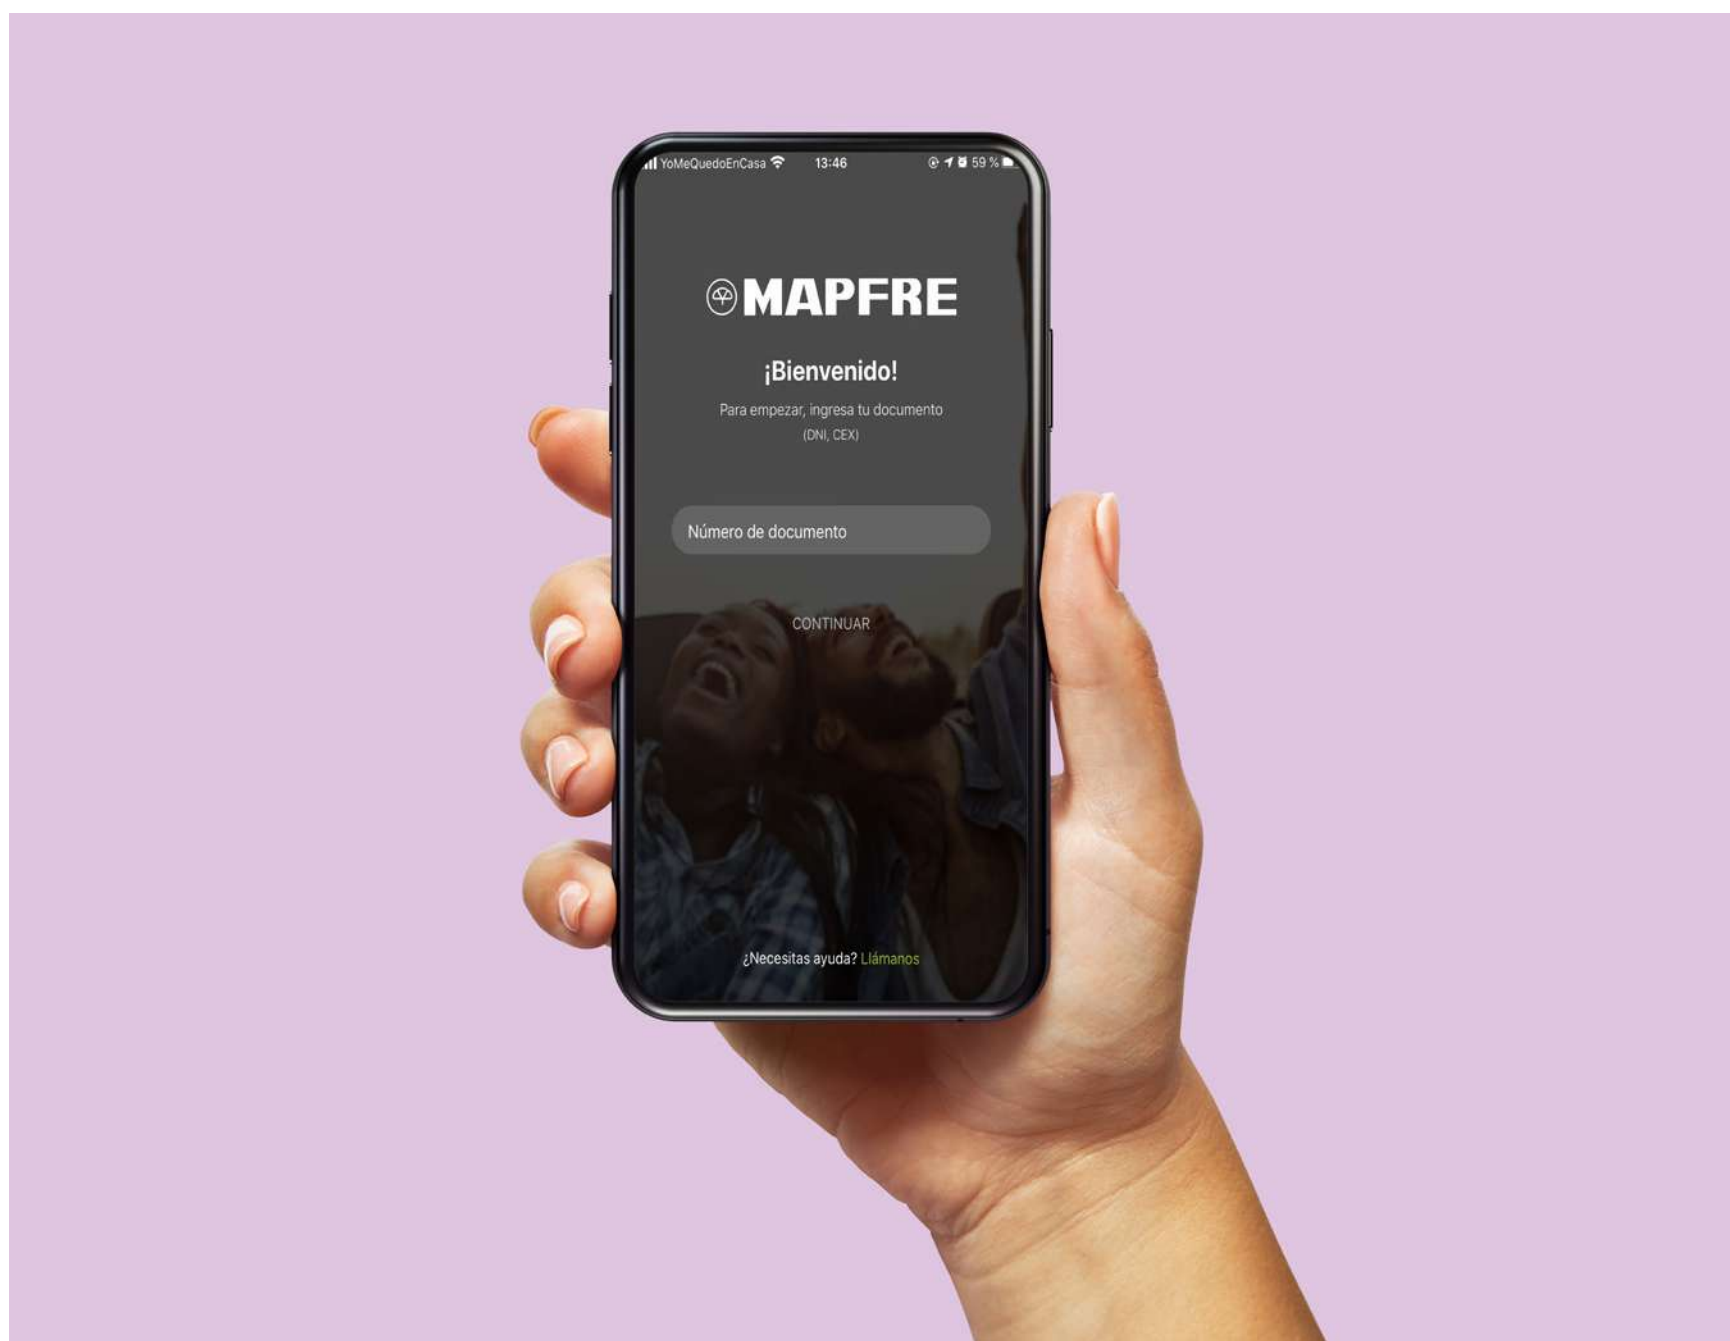 YoMeQuedoEnCasa 13:46 59 %
MAPFRE
¡Bienvenido!
Para empezar, ingresa tu documento
(DNI, CEX)
Número de documento
CONTINUAR
¿Necesitas ayuda? Llámanos